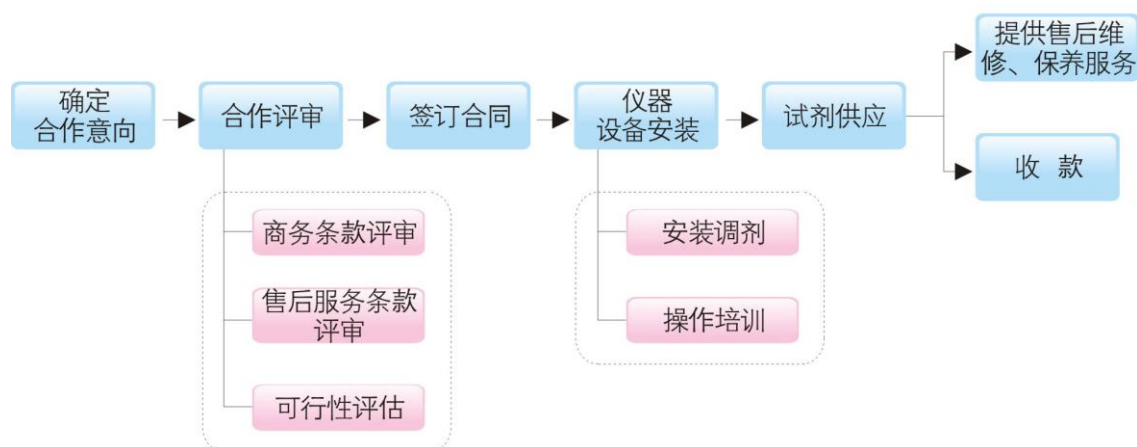 确定
合作意向
合作评审
签订合同
仪器
设备安装
试剂供应
提供售后维
修、保养服务
收 款
商务条款评审
售后服务条款
评审
可行性评估
安装调剂
操作培训